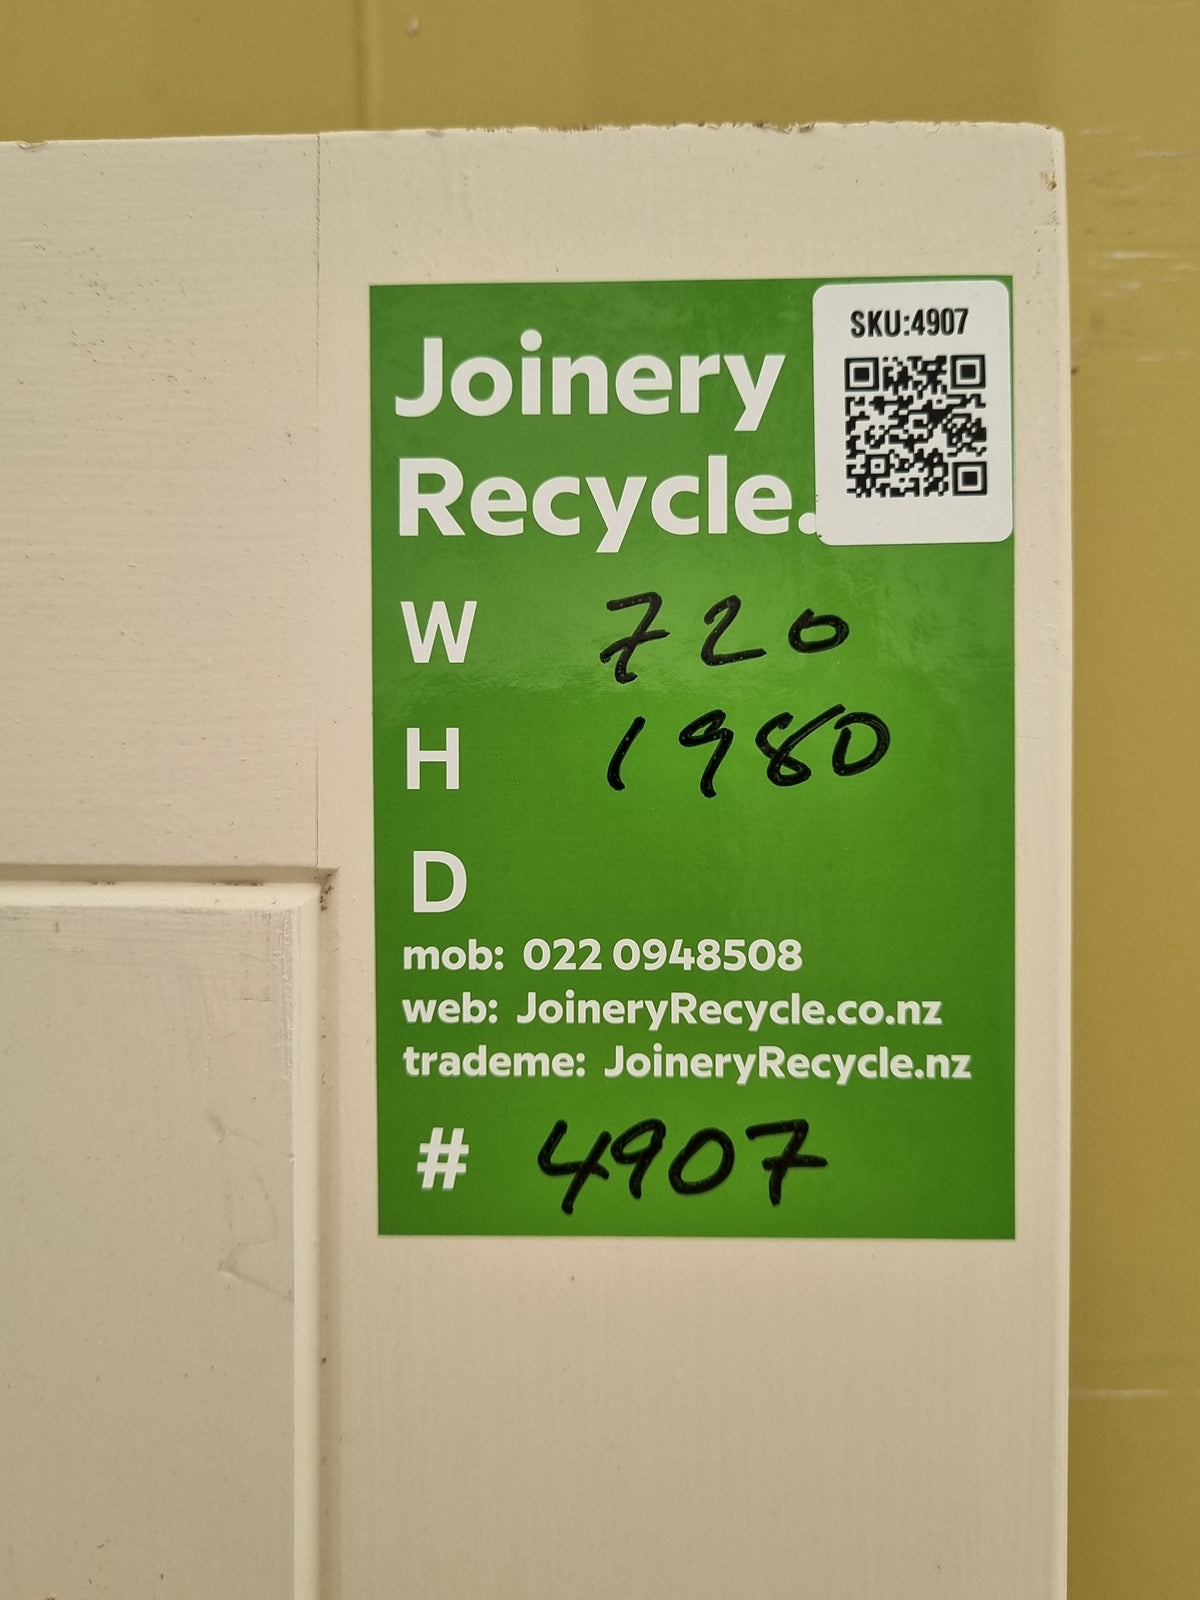 SKU:4907
Joinery
Recycle.
W 720
H 1980
D
mob: 022 0948508
web: JoineryRecycle.co.nz
trademe: JoineryRecycle.nz
# 4907